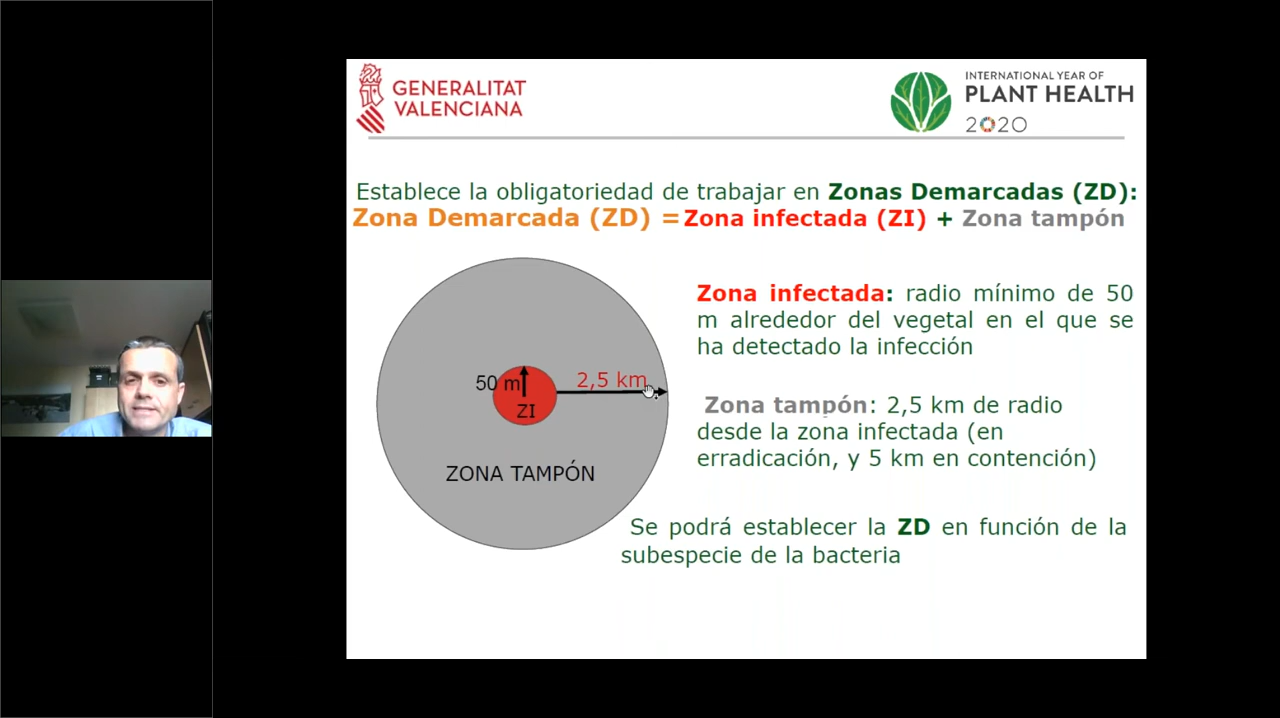 GENERALITAT
VALENCIANA
INTERNATIONAL YEAR OF
PLANT HEALTH
2020
Establece la obligatoriedad de trabajar en Zonas Demarcadas (ZD):
Zona Demarcada (ZD) = Zona infectada (ZI) + Zona tampón
Zona infectada: radio mínimo de 50
m alrededor del vegetal en el que se
ha detectado la infección
50 m
2,5 km
ZI
ZONA TAMPÓN
Zona tampón: 2,5 km de radio
desde la zona infectada (en
erradicación, y 5 km en contención)
Se podrá establecer la ZD en función de la
subespecie de la bacteria